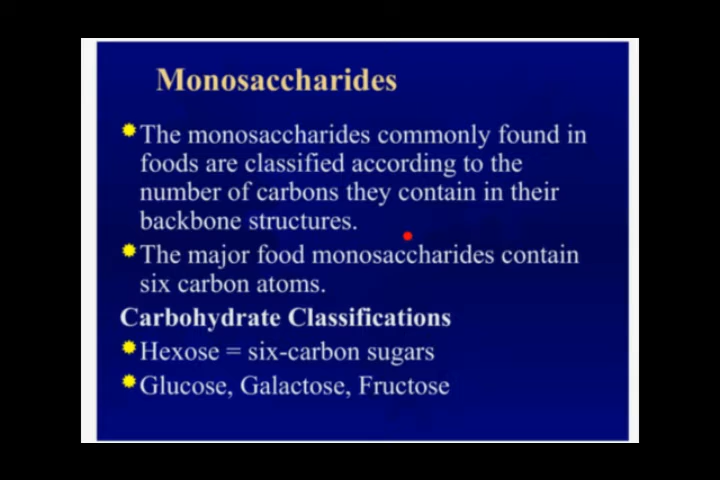 Monosaccharides
The monosaccharides commonly found in
foods are classified according to the
number of carbons they contain in their
backbone structures.
The major food monosaccharides contain
six carbon atoms.
Carbohydrate Classifications
Hexose = six-carbon sugars
Glucose, Galactose, Fructose